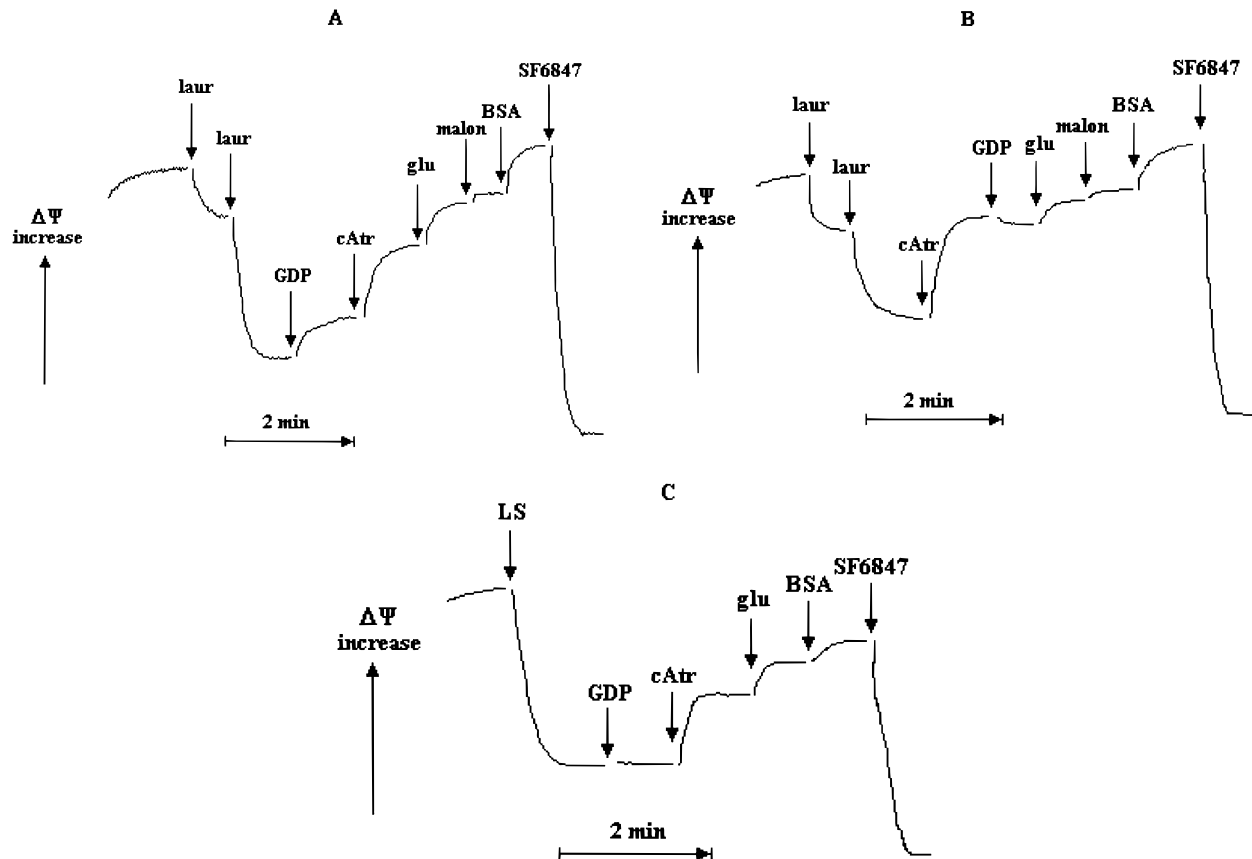 A
laur
laur
GDP
cAtr
glu
malon
BSA
SF6847
ΔΨ
increase
2 min
B
laur
laur
cAtr
GDP
glu
malon
BSA
SF6847
ΔΨ
increase
2 min
C
LS
GDP
cAtr
glu
BSA
SF6847
ΔΨ
increase
2 min